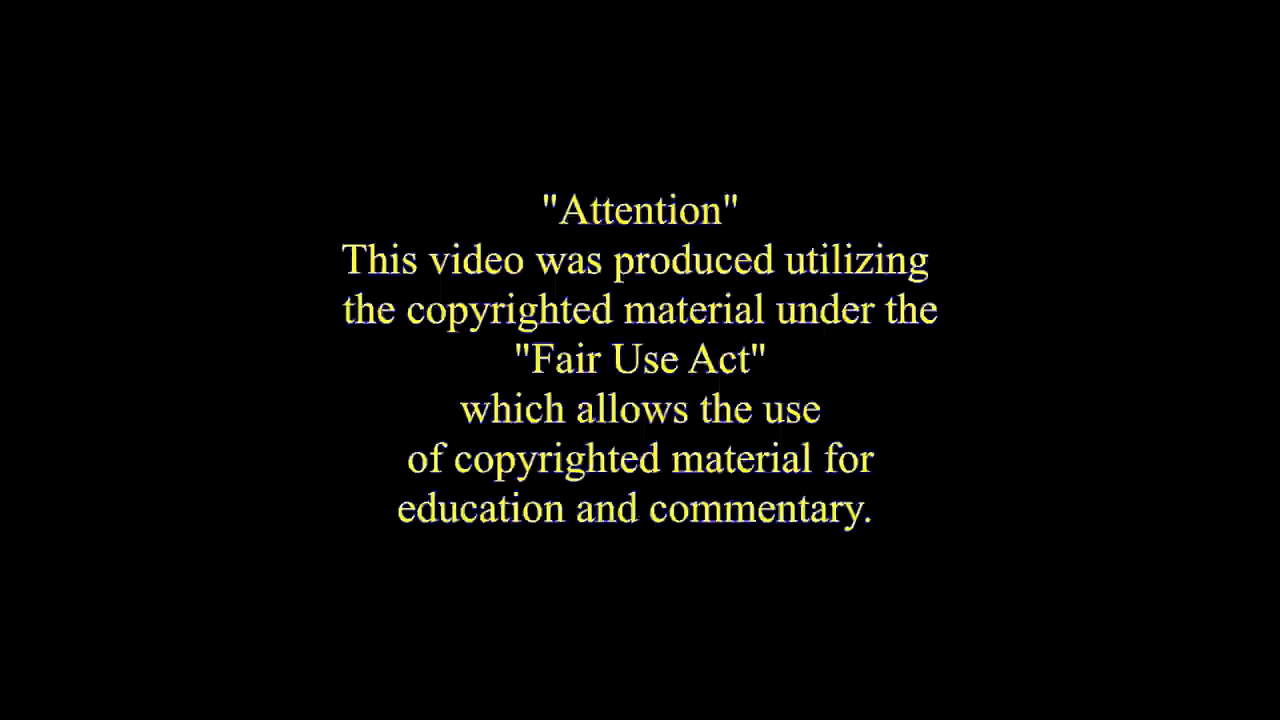 "Attention"
This video was produced utilizing
the copyrighted material under the
"Fair Use Act"
which allows the use
of copyrighted material for
education and commentary.